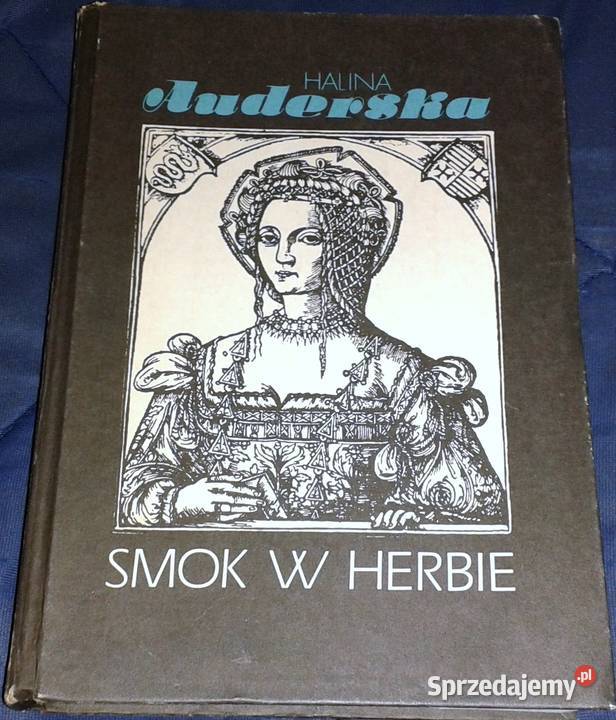 HALINA
Auderska
SMOK W HERBIE
Sprzedajemy.pl